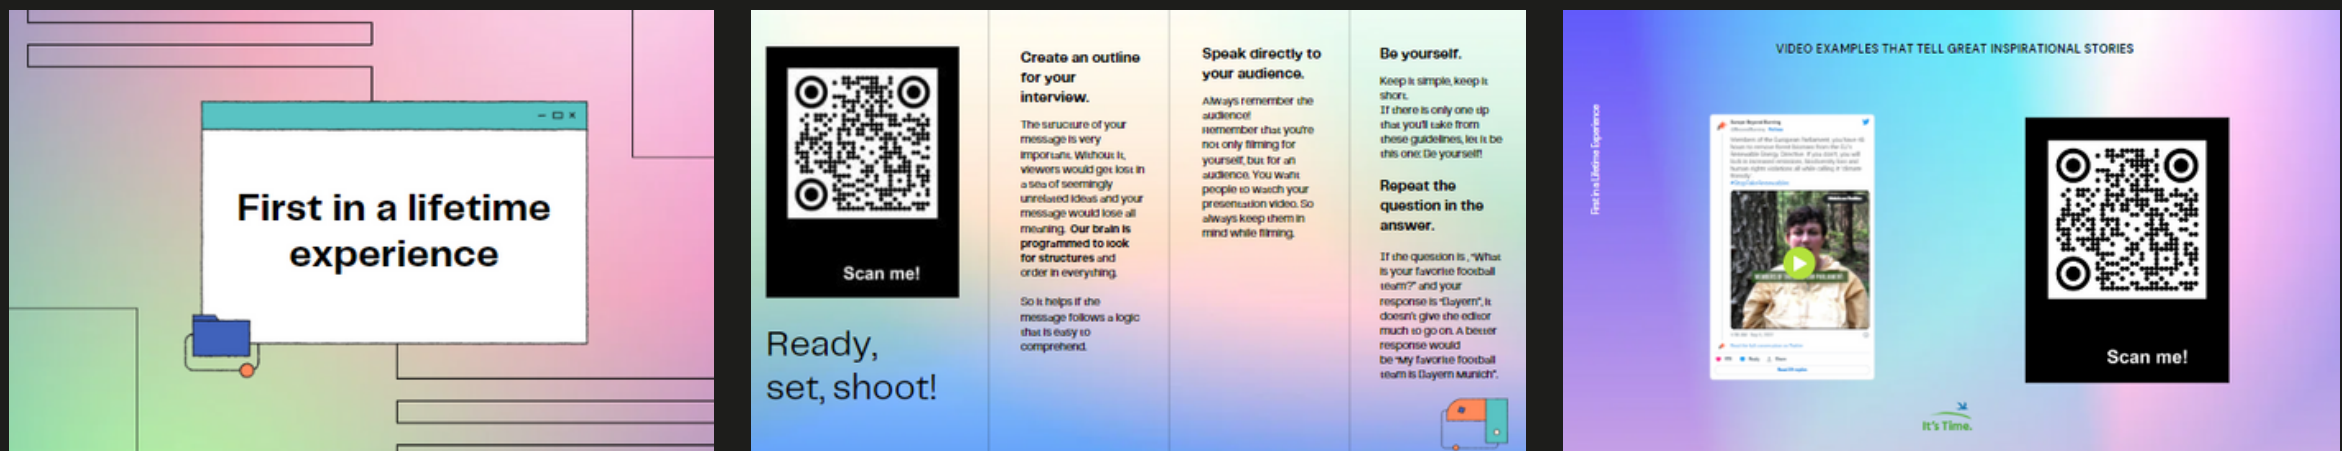 First in a lifetime
experience
Scan me!
Ready,
set, shoot!
Create an outline
for your
interview.
The structure of your
message is very
important. Without it,
viewers would get lost in
a sea of seemingly
unrelated ideas and your
message would lose all
meaning. Our brain is
programmed to look
for structures and
order in everything.
So it helps if the
message follows a logic
that is easy to
comprehend.
Speak directly to
your audience.
Always remember the
audience!
Remember that you're
not only filming for
yourself, but for an
audience. You want
people to watch your
presentation video. So
always keep them in
mind while filming.
Be yourself.
Keep it simple, keep it
short.
If there is only one tip
that you'll take from
these guidelines, let it be
this one: Be yourself!
Repeat the
question in the
answer.
If the question is, "What
is your favorite football
team?" and your
response is "Bayern", it
doesn't give the editor
much to go on. A better
response would
be "My favorite football
team is Bayern Munich".
VIDEO EXAMPLES THAT TELL GREAT INSPIRATIONAL STORIES
First in a Lifetime Experience
Members of the European Parliament, you have
Scan me!
It's Time.